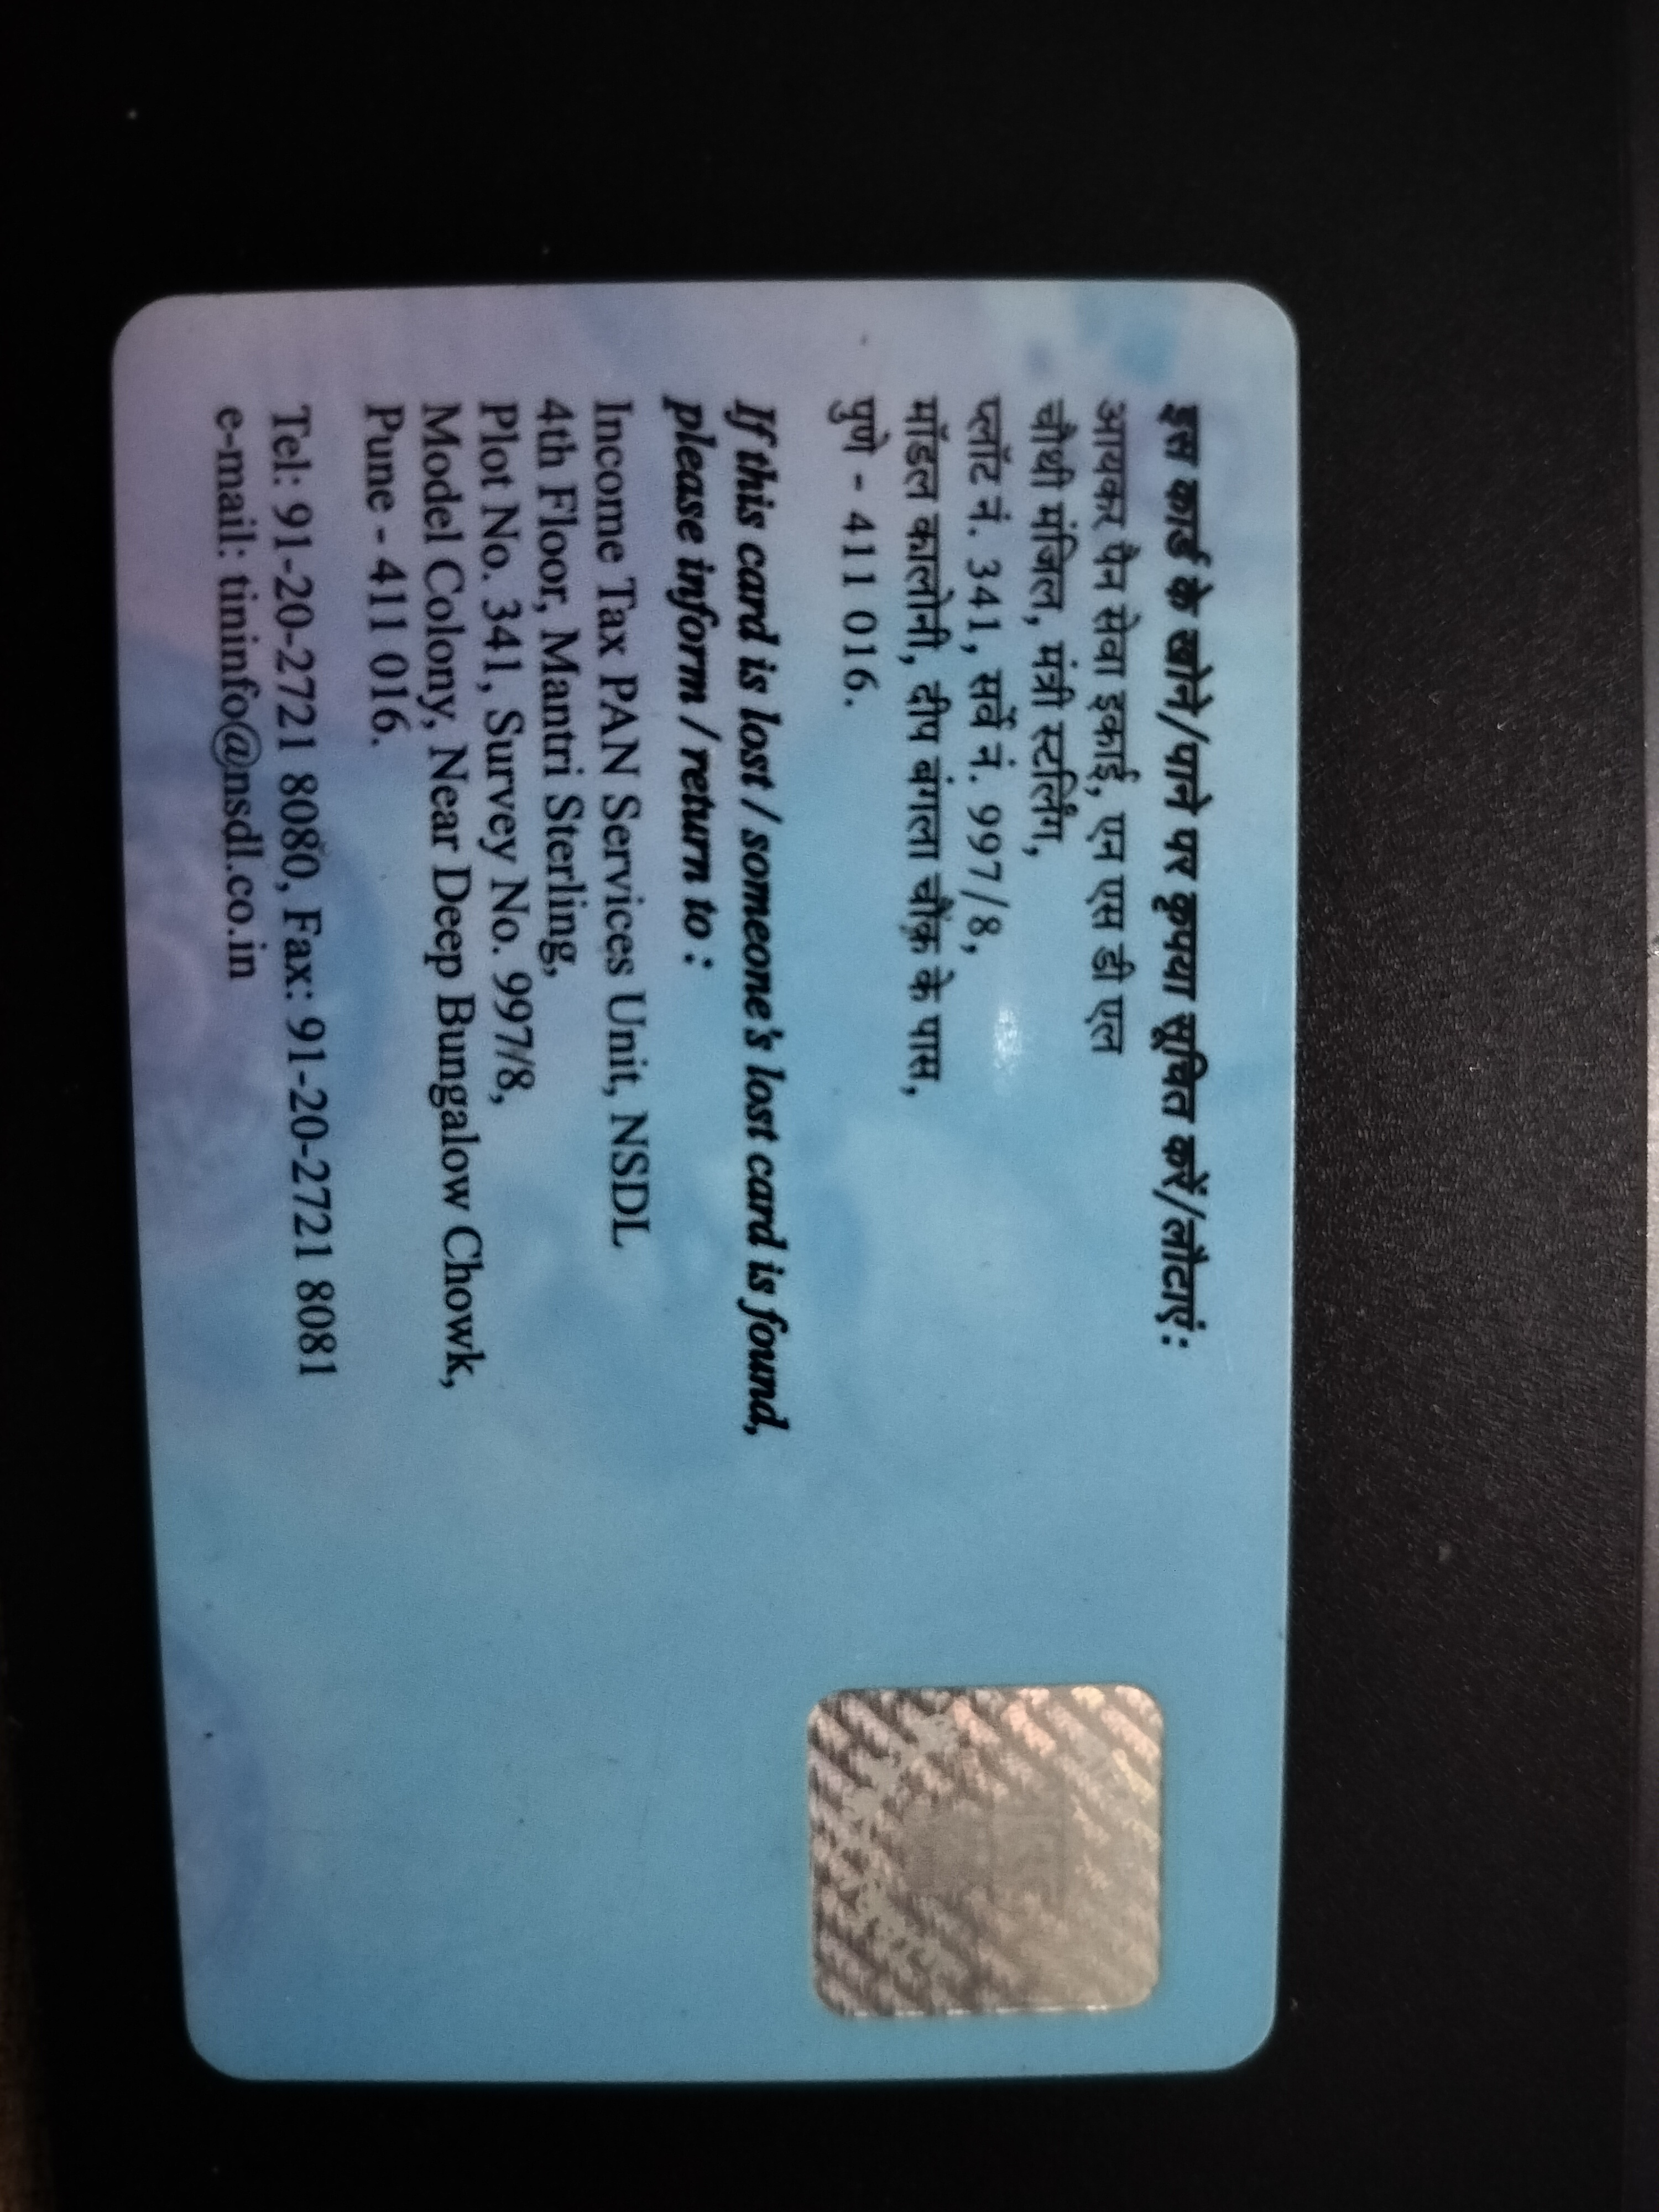 इस कार्ड के खोने/पाने पर कृपया सूचित करें/लौटाएं:
आयकर पैन सेवा इकाई, एन एस डी एल
चौथी मंजिल, मंत्री स्टर्लिंग,
प्लॉट नं. 341, सर्वे नं. 997/8,
मॉडल कालोनी, दीप बंगला चौक के पास,
पुणे - 411 016.
If this card is lost / someone's lost card is found,
please inform / return to :
Income Tax PAN Services Unit, NSDL
4th Floor, Mantri Sterling,
Plot No. 341, Survey No. 997/8,
Model Colony, Near Deep Bungalow Chowk,
Pune - 411 016.
Tel: 91-20-2721 8080, Fax: 91-20-2721 8081
e-mail: tininfo@nsdl.co.in